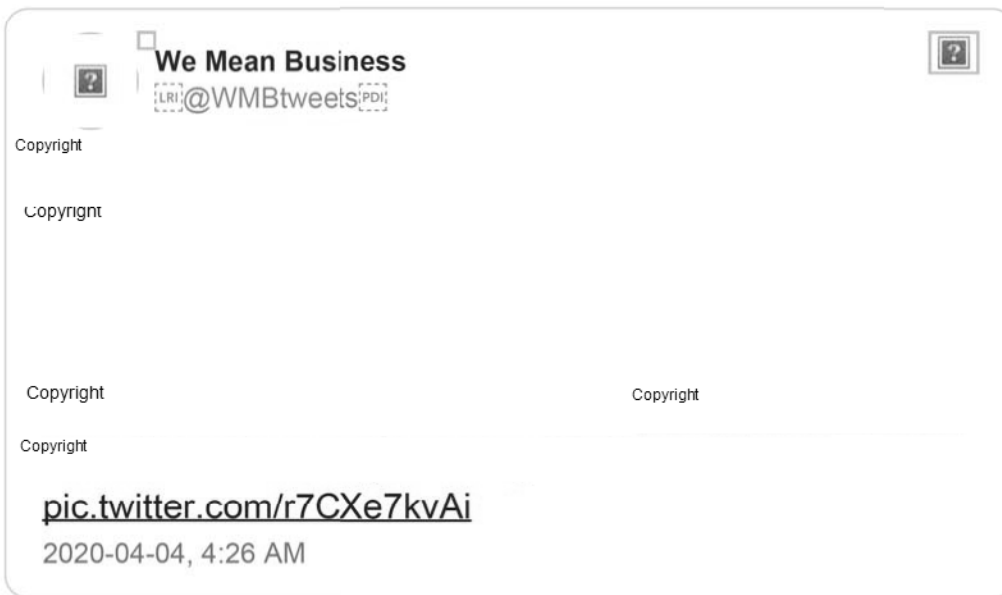 We Mean Business
@WMBtweets
Copyright
Copyright
Copyright Copyright
Copyright
pic.twitter.com/r7CXe7kvAi
2020-04-04, 4:26 AM